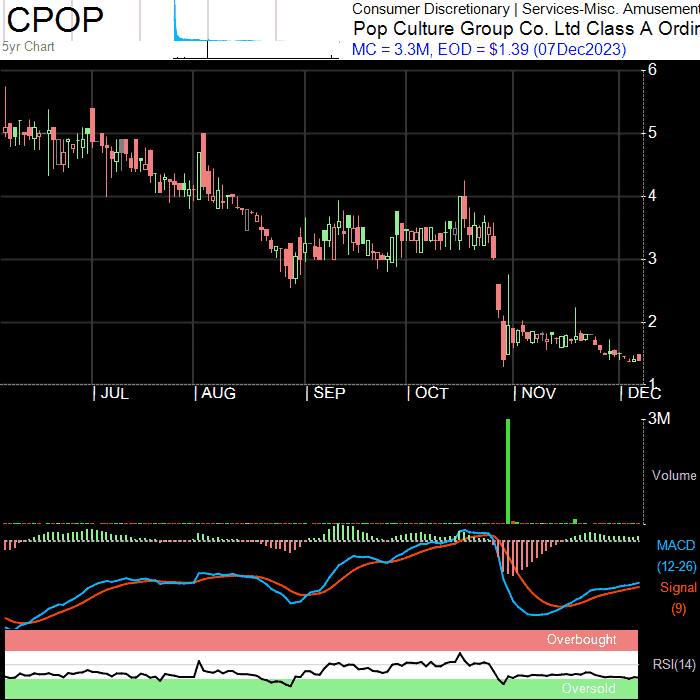 CPOP
5yr Chart
Consumer Discretionary | Services-Misc. Amusement
Pop Culture Group Co. Ltd Class A Ordin
MC = 3.3M, EOD = $1.39 (07Dec2023)
6
5
4
3
2
1
JUL
AUG
SEP
OCT
NOV
DEC
3M
Volume
MACD
(12-26)
Signal
(9)
Overbought
RSI(14)
Oversold